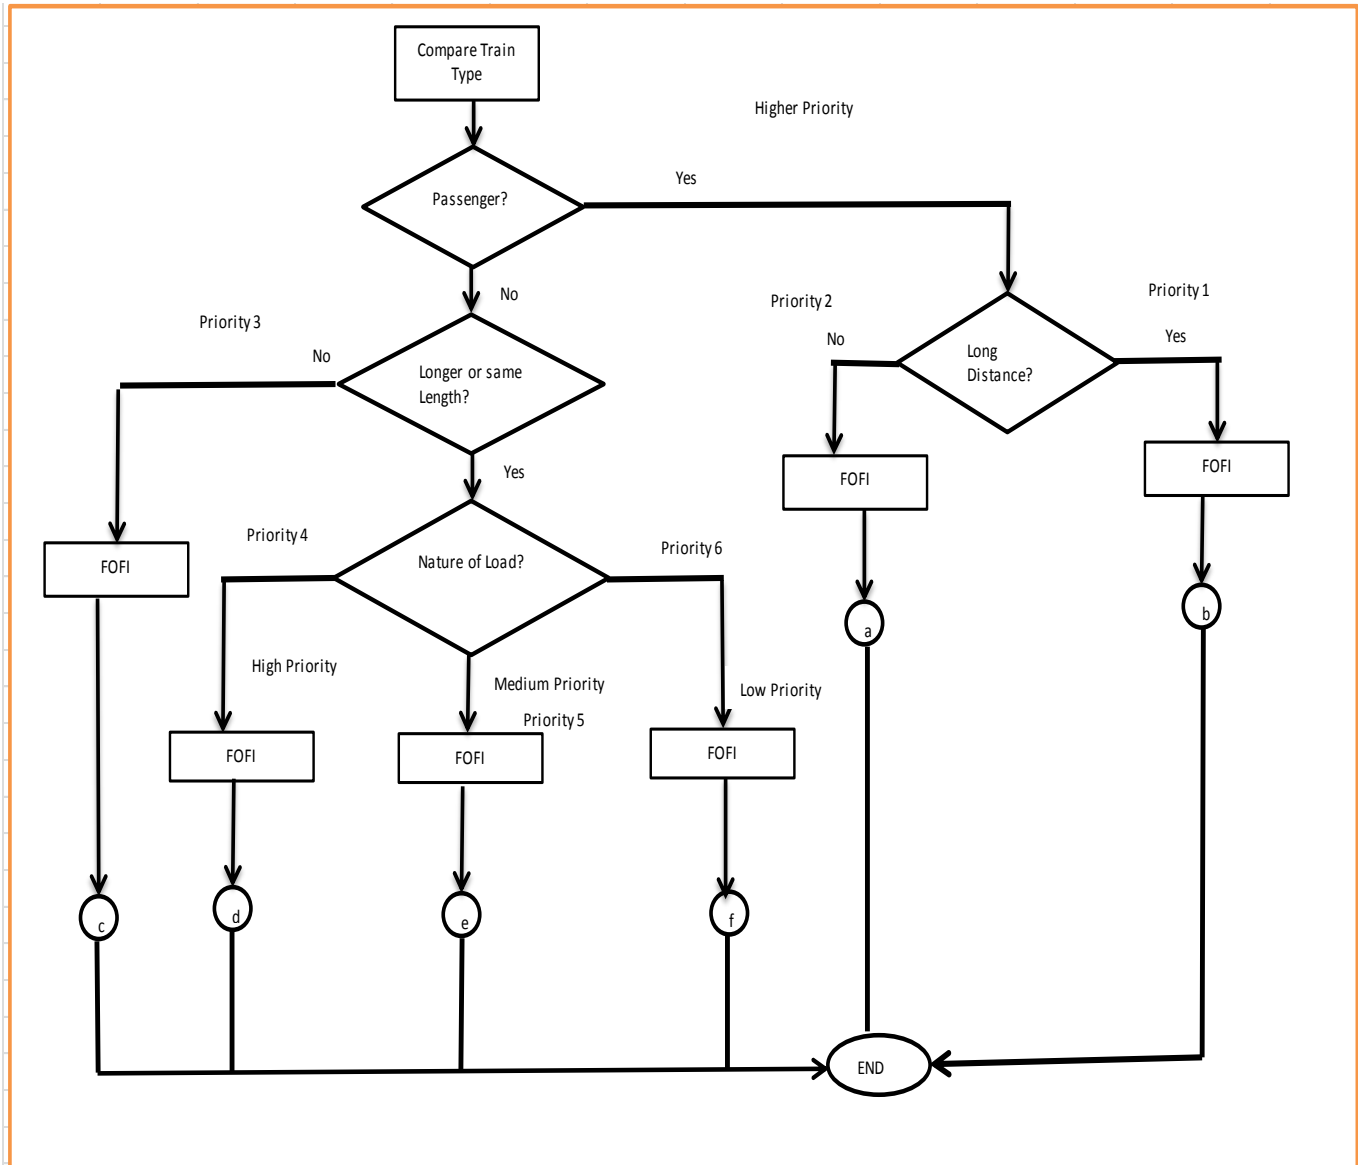 Compare Train
Type
Higher Priority
Yes
Passenger?
No
Priority 1
Priority 2
Priority 3
Yes
No
No
Long
Distance?
Longer or same
Length?
FOFI
FOFI
Yes
Priority 4
Priority 6
Nature of Load?
FOFI
b
a
High Priority
Medium Priority
Low Priority
Priority 5
FOFI
FOFI
FOFI
c
d
e
f
END